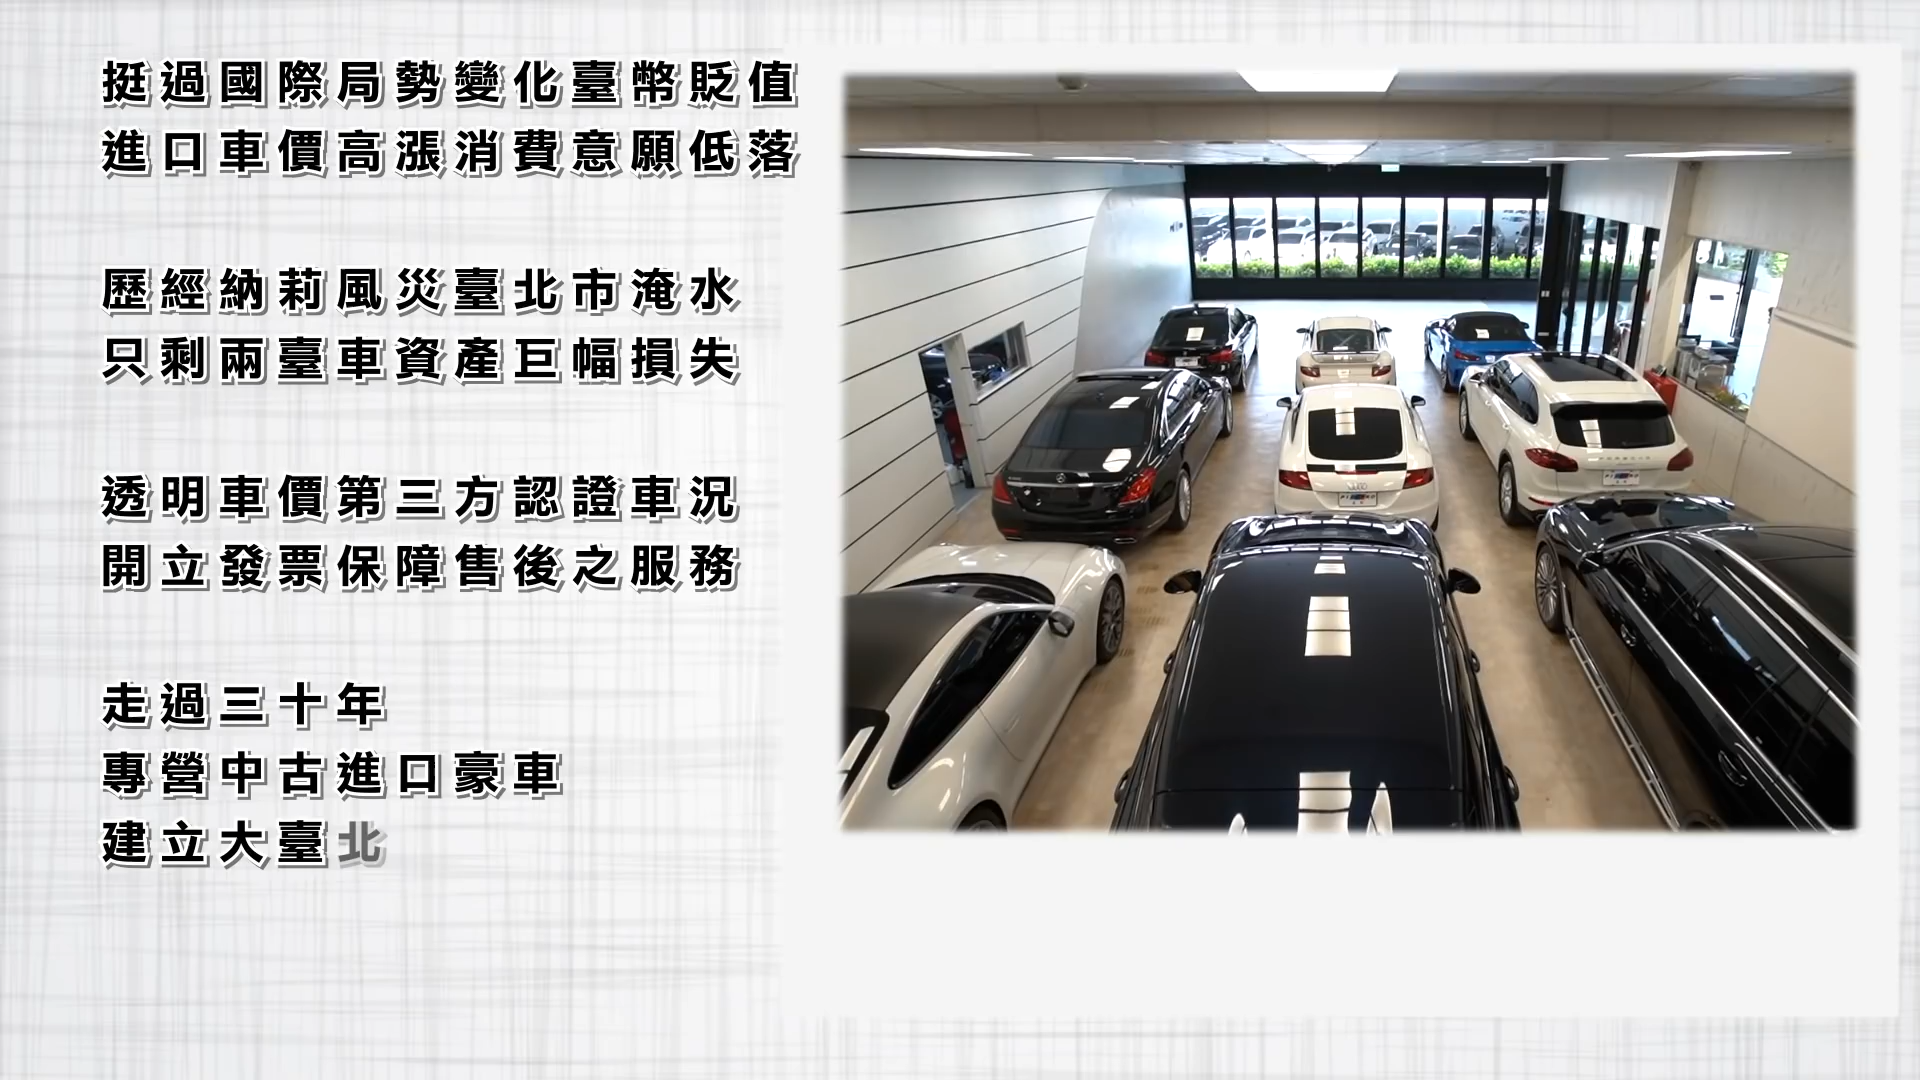 挺過國際局勢變化臺幣貶值
進口車價高漲消費意願低落
歷經納莉風災臺北市淹水
只剩兩臺車資產巨幅損失
透明車價第三方認證車況
開立發票保障售後之服務
走過三十年
專營中古進口豪車
建立大臺北